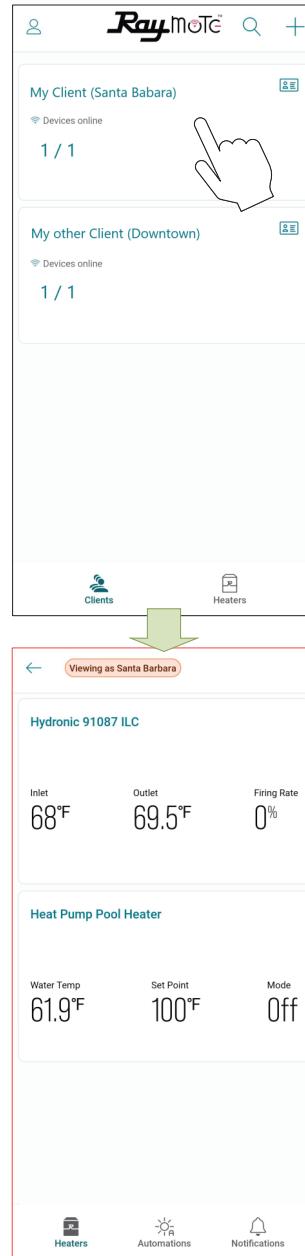 Raymote™
My Client (Santa Babara)
Devices online
1 / 1
My other Client (Downtown)
Devices online
1 / 1
Clients Heaters
Viewing as Santa Barbara
Hydronic 91087 ILC
Inlet Outlet Firing Rate
68°F 69.5°F 0%
Heat Pump Pool Heater
Water Temp Set Point Mode
61.9°F 100°F Off
Heaters Automations Notifications